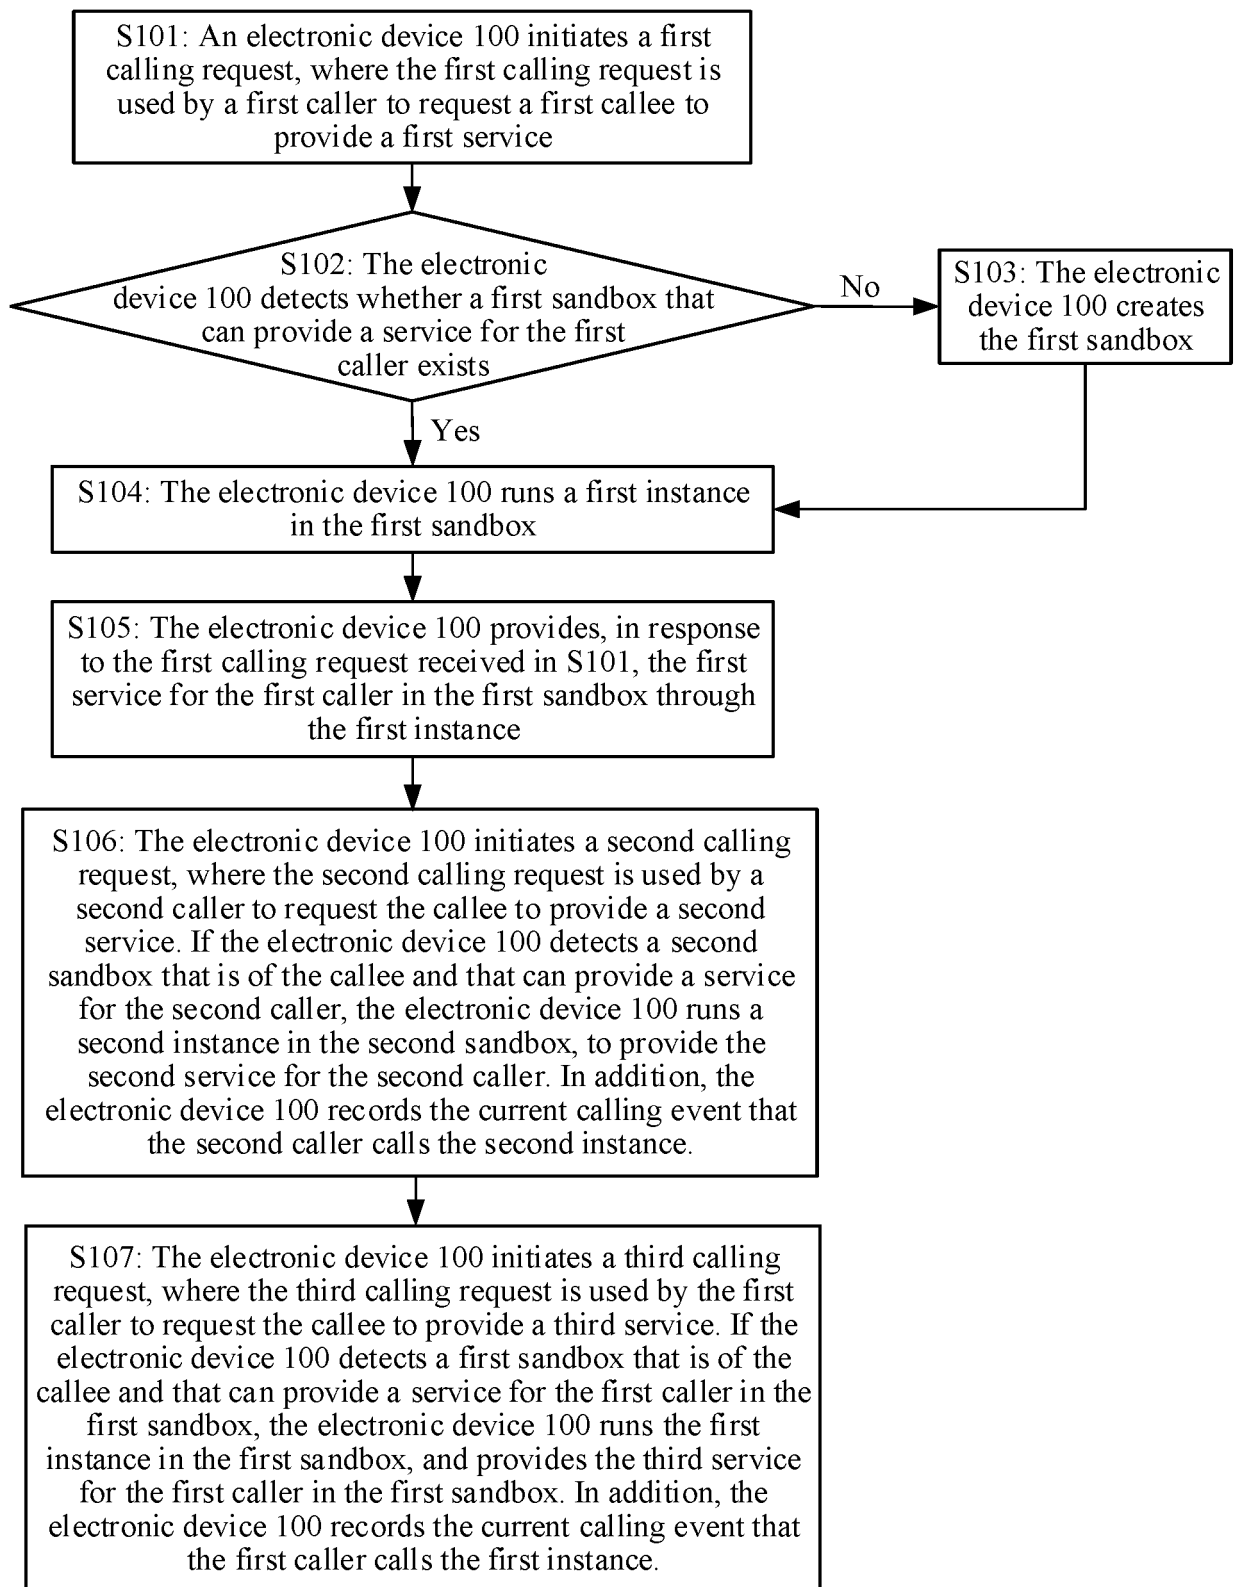 S101: An electronic device 100 initiates a first
calling request, where the first calling request is
used by a first caller to request a first callee to
provide a first service
S102: The electronic
device 100 detects whether a first sandbox that
can provide a service for the first
caller exists
No
S103: The electronic
device 100 creates
the first sandbox
Yes
S104: The electronic device 100 runs a first instance
in the first sandbox
S105: The electronic device 100 provides, in response
to the first calling request received in S101, the first
service for the first caller in the first sandbox through
the first instance
S106: The electronic device 100 initiates a second calling
request, where the second calling request is used by a
second caller to request the callee to provide a second
service. If the electronic device 100 detects a second
sandbox that is of the callee and that can provide a service
for the second caller, the electronic device 100 runs a
second instance in the second sandbox, to provide the
second service for the second caller. In addition, the
electronic device 100 records the current calling event that
the second caller calls the second instance.
S107: The electronic device 100 initiates a third calling
request, where the third calling request is used by the first
caller to request the callee to provide a third service. If the
electronic device 100 detects a first sandbox that is of the
callee and that can provide a service for the first caller in the
first sandbox, the electronic device 100 runs the first
instance in the first sandbox, and provides the third service
for the first caller in the first sandbox. In addition, the
electronic device 100 records the current calling event that
the first caller calls the first instance.